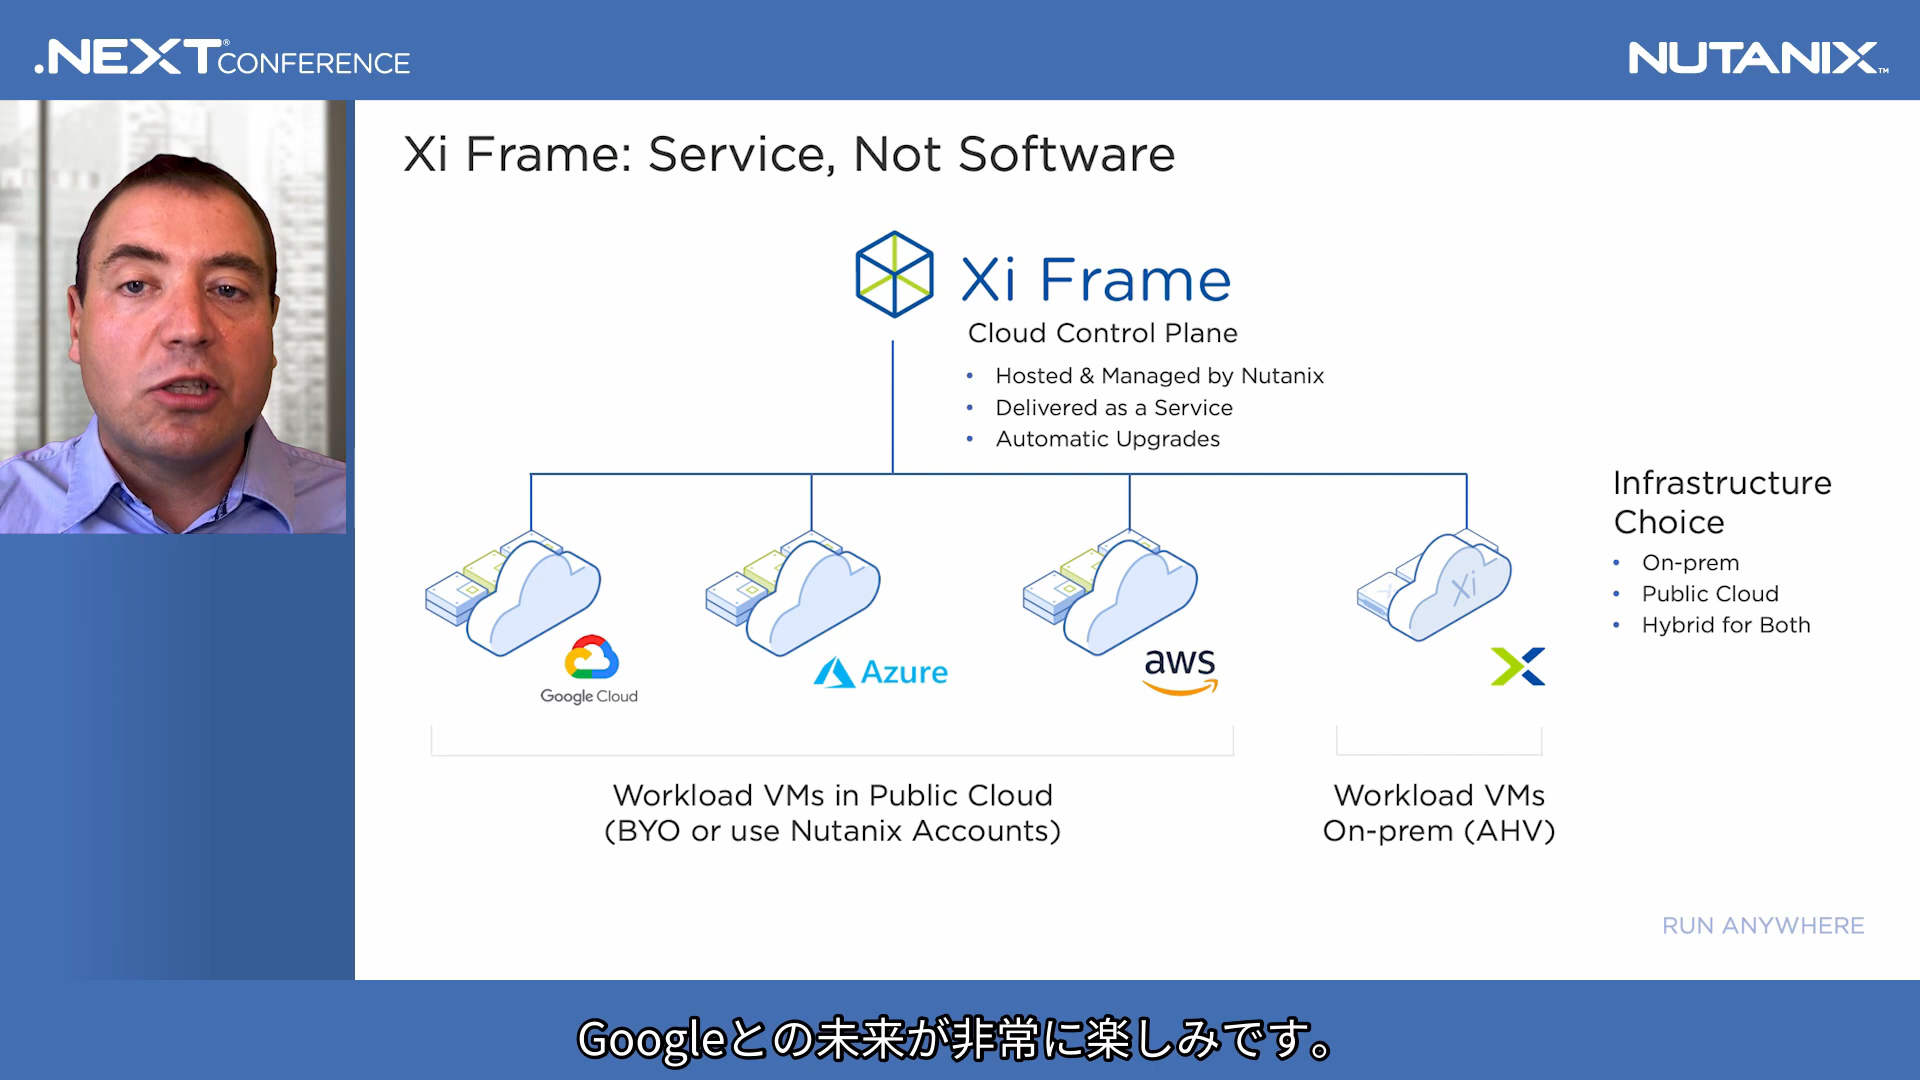 .NEXT® CONFERENCE
NUTANIX™
Xi Frame: Service, Not Software
Xi Frame
Cloud Control Plane
• Hosted & Managed by Nutanix
• Delivered as a Service
• Automatic Upgrades
Infrastructure
Choice
• On-prem
• Public Cloud
• Hybrid for Both
Xi
Google Cloud
Azure
aws
Workload VMs in Public Cloud
(BYO or use Nutanix Accounts)
Workload VMs
On-prem (AHV)
RUN ANYWHERE
Googleとの未来が非常に楽しみです。